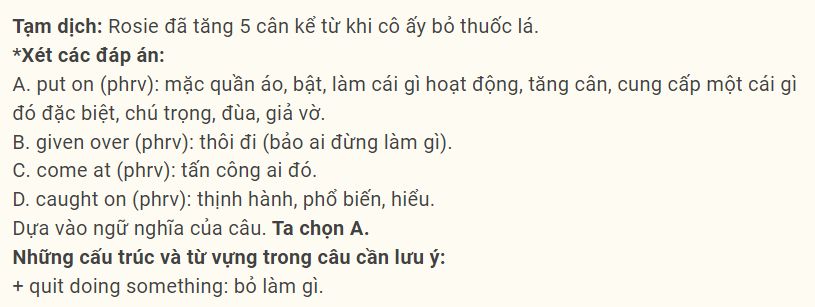 Tạm dịch: Rosie đã tăng 5 cân kể từ khi cô ấy bỏ thuốc lá.
*Xét các đáp án:
A. put on (phrv): mặc quần áo, bật, làm cái gì hoạt động, tăng cân, cung cấp một cái gì
đó đặc biệt, chú trọng, đùa, giả vờ.
B. given over (phrv): thôi đi (bảo ai đừng làm gì).
C. come at (phrv): tấn công ai đó.
D. caught on (phrv): thịnh hành, phổ biến, hiểu.
Dựa vào ngữ nghĩa của câu. Ta chọn A.
Những cấu trúc và từ vựng trong câu cần lưu ý:
+ quit doing something: bỏ làm gì.